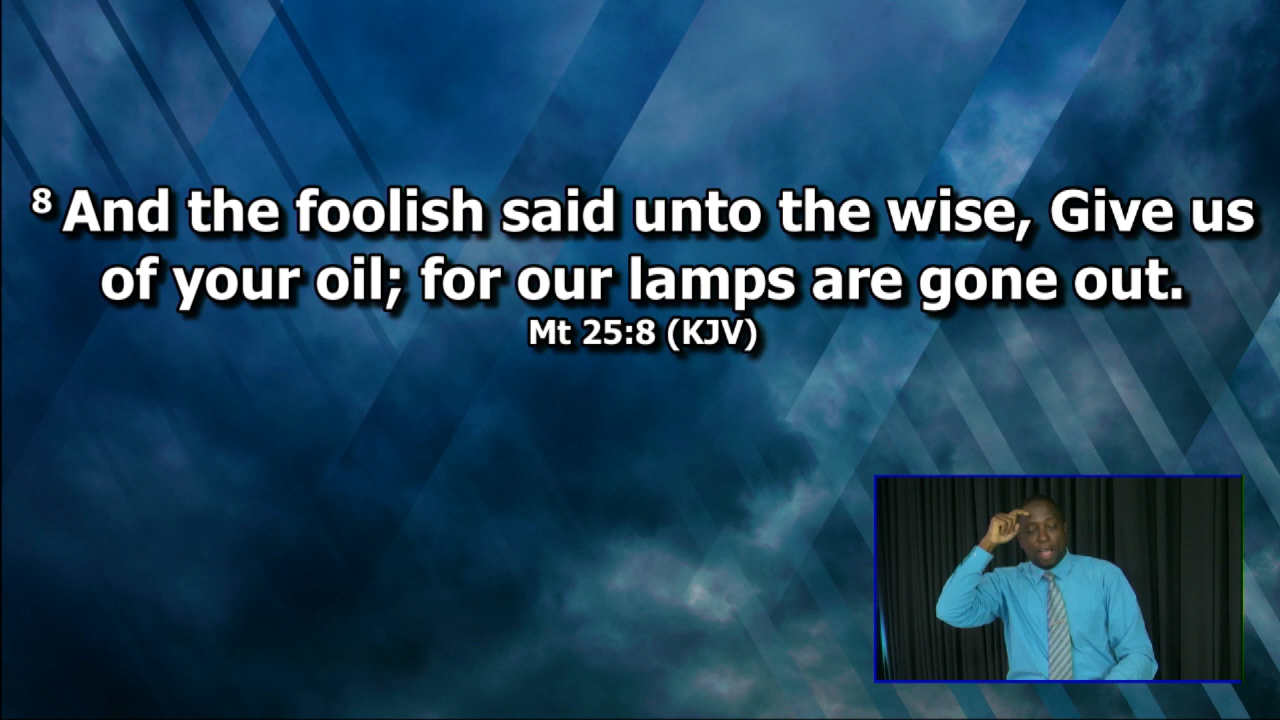 8 And the foolish said unto the wise, Give us
of your oil; for our lamps are gone out.
Mt 25:8 (KJV)